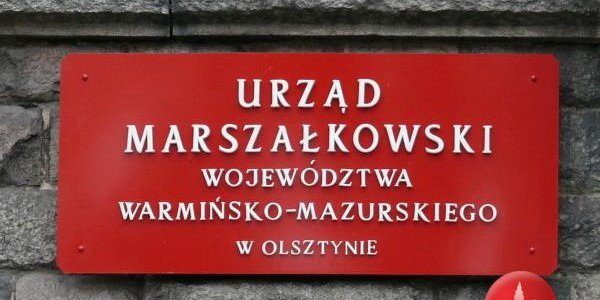 URZĄD
MARSZAŁKOWSKI
WOJEWÓDZTWA
WARMIŃSKO-MAZURSKIEGO
W OLSZTYNIE